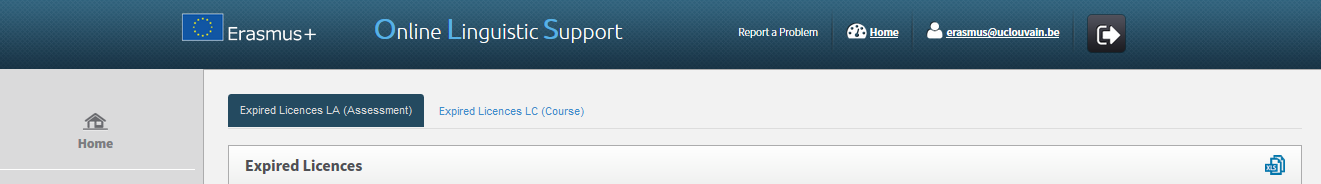 Erasmus+
Online Linguistic Support
Report a Problem
Home
erasmus@uclouvain.be
Home
Expired Licences LA (Assessment)
Expired Licences LC (Course)
Expired Licences
XLS